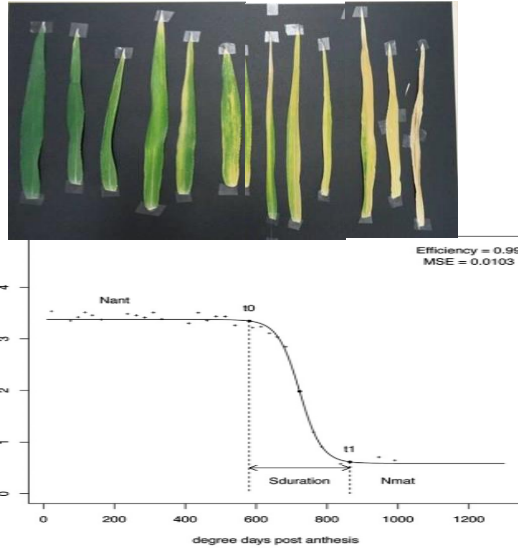 Efficiency = 0.99
MSE = 0.0103
Nant
t0
t1
Sduration
Nmat
4
3
2
1
0
0 200 400 600 800 1000 1200
degree days post anthesis